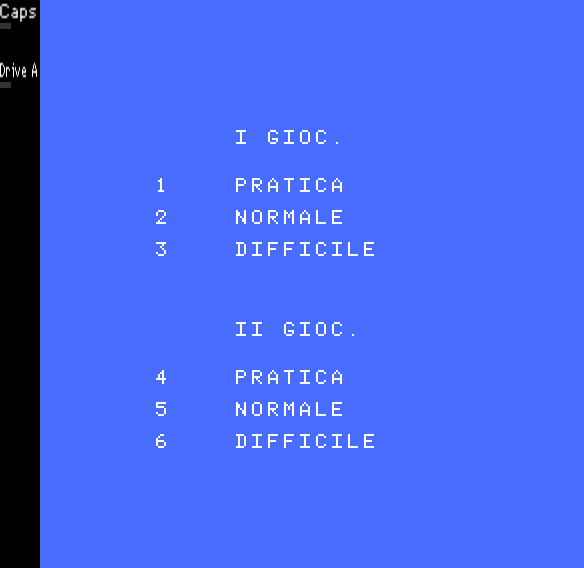 Caps
Drive A
I GIOC.
1 PRATICA
2 NORMALE
3 DIFFICILE
II GIOC.
4 PRATICA
5 NORMALE
6 DIFFICILE